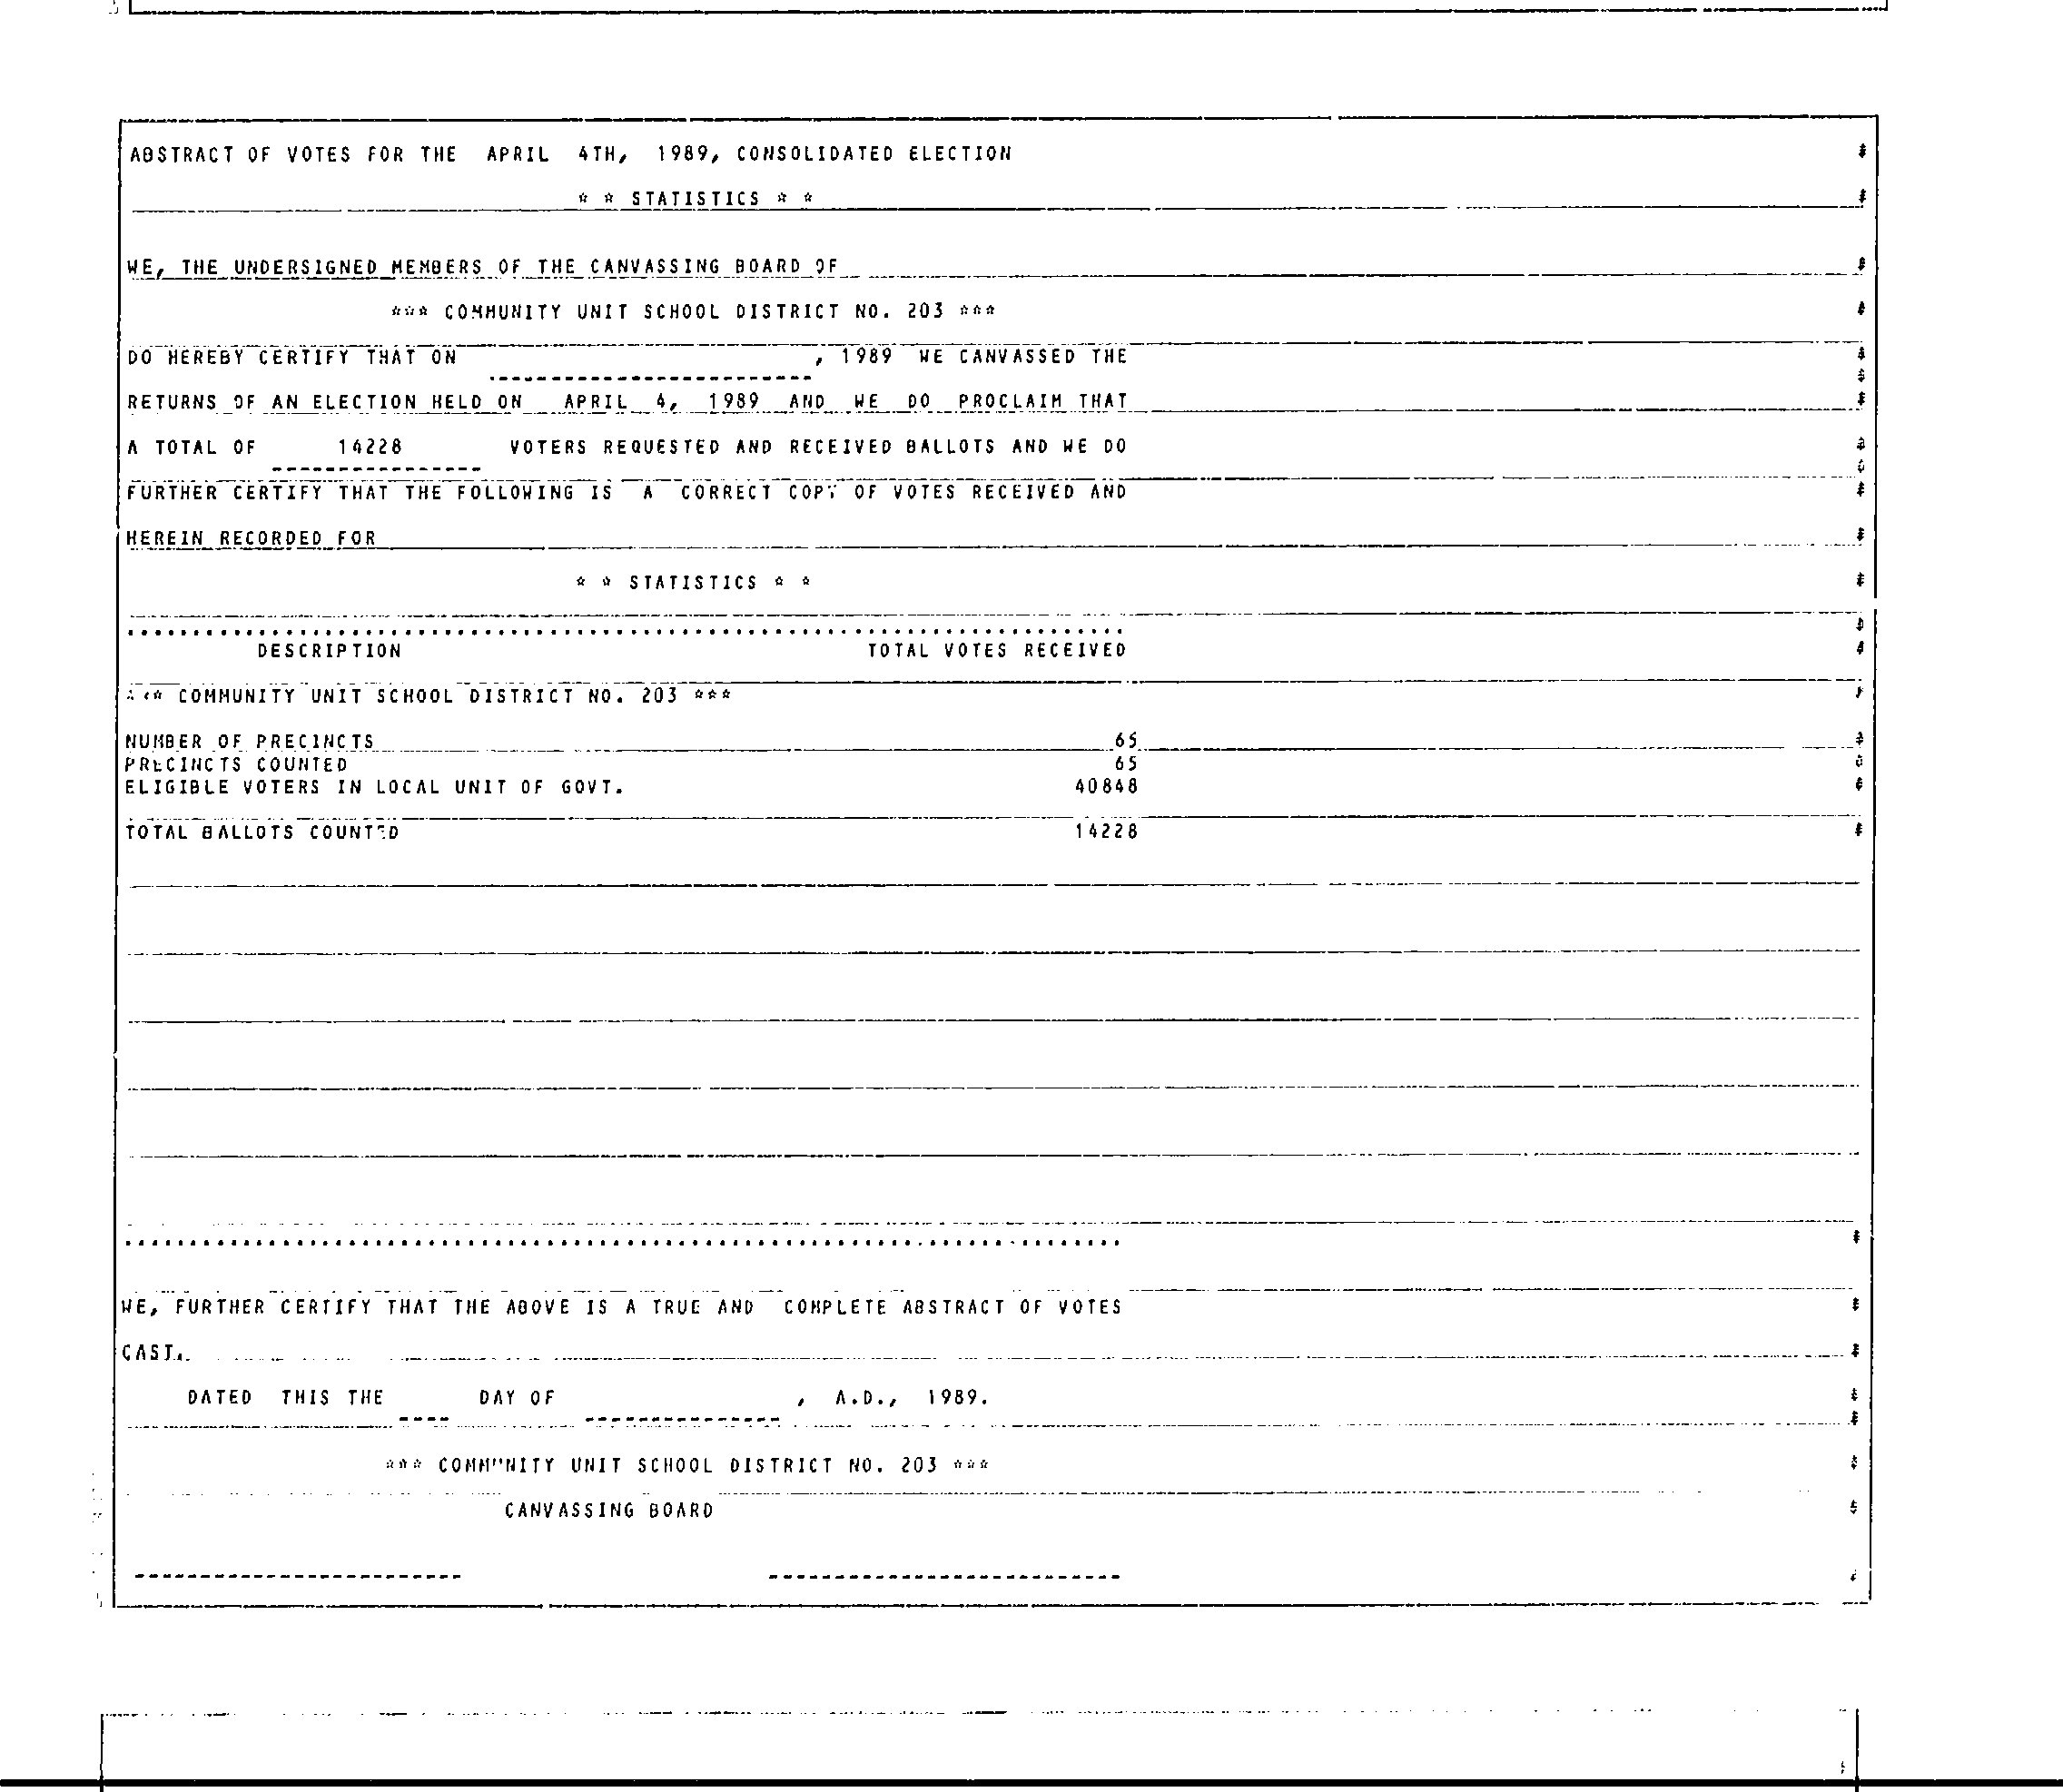 ABSTRACT OF VOTES FOR THE APRIL 4TH, 1989, CONSOLIDATED ELECTION
* * STATISTICS * *
WE, THE UNDERSIGNED MEMBERS OF THE CANVASSING BOARD OF
*** COMMUNITY UNIT SCHOOL DISTRICT NO. 203 ***
DO HEREBY CERTIFY THAT ON , 1989 WE CANVASSED THE
RETURNS OF AN ELECTION HELD ON APRIL 4, 1989 AND WE DO PROCLAIM THAT
A TOTAL OF 14228 VOTERS REQUESTED AND RECEIVED BALLOTS AND WE DO
FURTHER CERTIFY THAT THE FOLLOWING IS A CORRECT COPY OF VOTES RECEIVED AND
HEREIN RECORDED FOR
* * STATISTICS * *
DESCRIPTION TOTAL VOTES RECEIVED
*** COMMUNITY UNIT SCHOOL DISTRICT NO. 203 ***
NUMBER OF PRECINCTS 65
PRECINCTS COUNTED 65
ELIGIBLE VOTERS IN LOCAL UNIT OF GOVT. 40848
TOTAL BALLOTS COUNTED 14228
WE, FURTHER CERTIFY THAT THE ABOVE IS A TRUE AND COMPLETE ABSTRACT OF VOTES
CAST.
DATED THIS THE DAY OF , A.D., 1989.
*** COMMUNITY UNIT SCHOOL DISTRICT NO. 203 ***
CANVASSING BOARD